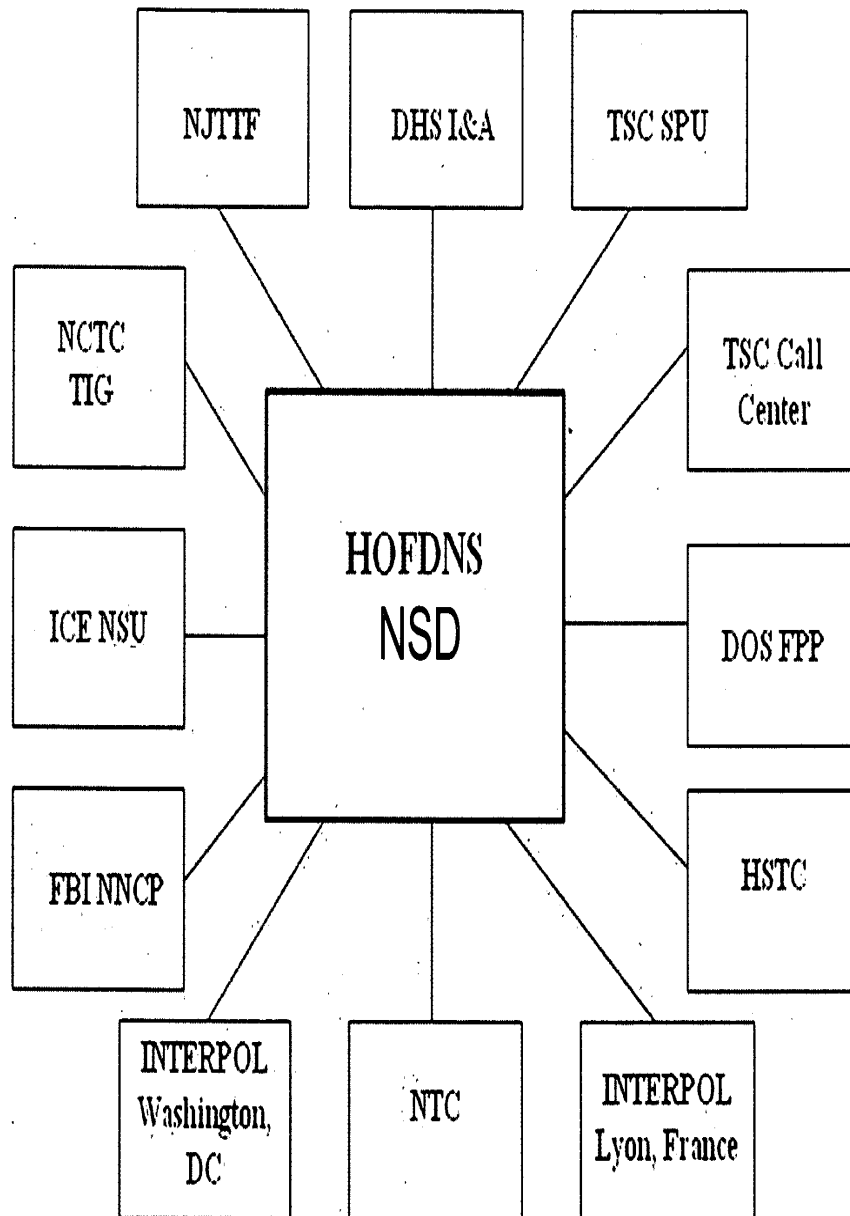 NJTTF
DHS I&A
TSC SPU
NCTC
TIG
TSC Call
Center
HOFDNS
NSD
ICE NSU
DOS FPP
FBI NNCP
HSTC
INTERPOL
Washington,
DC
NTC
INTERPOL
Lyon, France